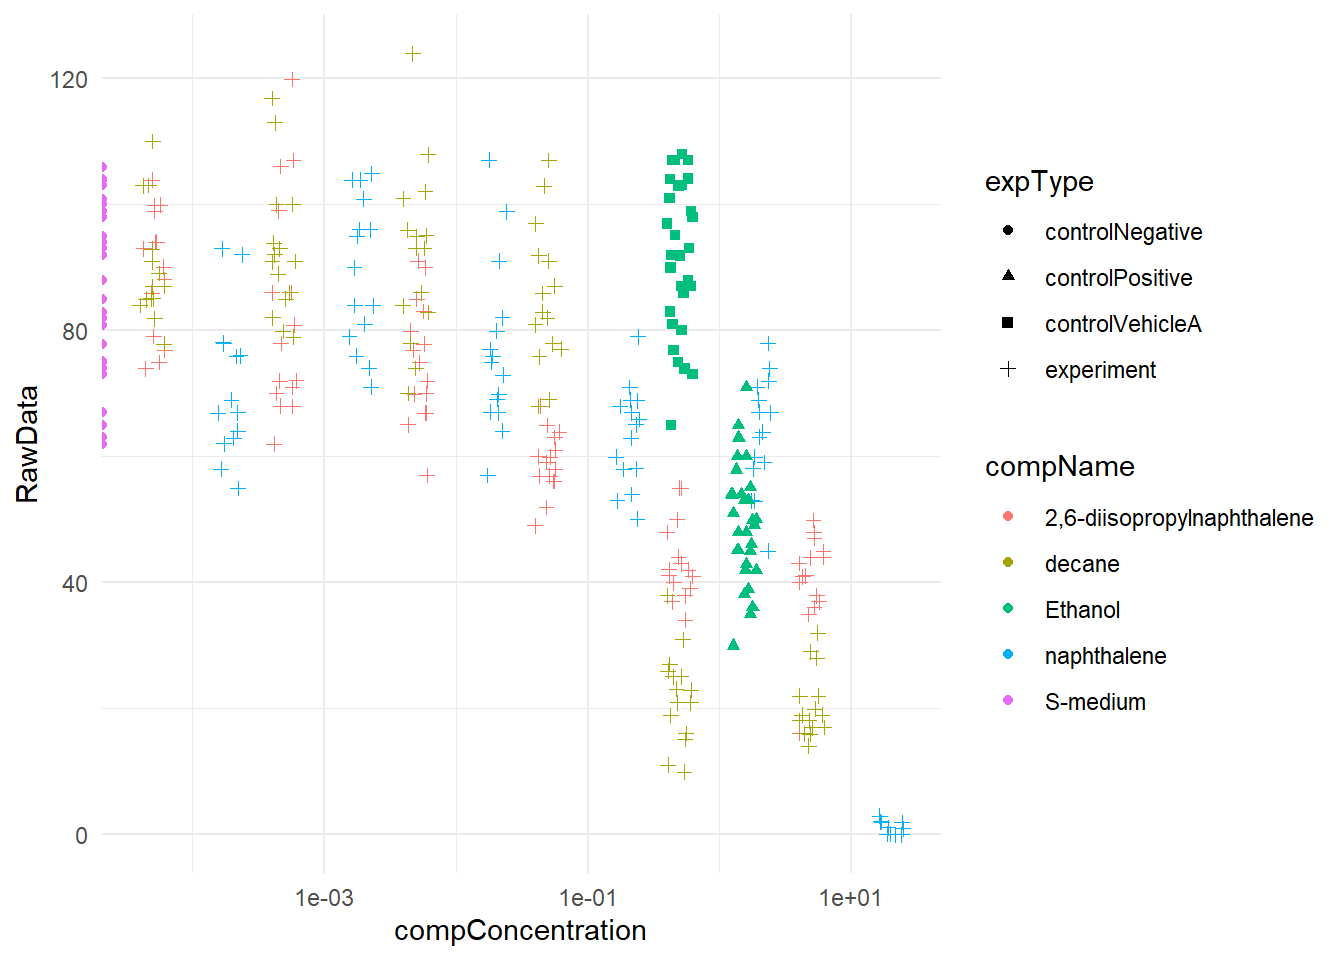 120
80
40
0
RawData
1e-03
1e-01
1e+01
compConcentration
expType
controlNegative
controlPositive
controlVehicleA
experiment
compName
2,6-diisopropylnaphthalene
decane
Ethanol
naphthalene
S-medium